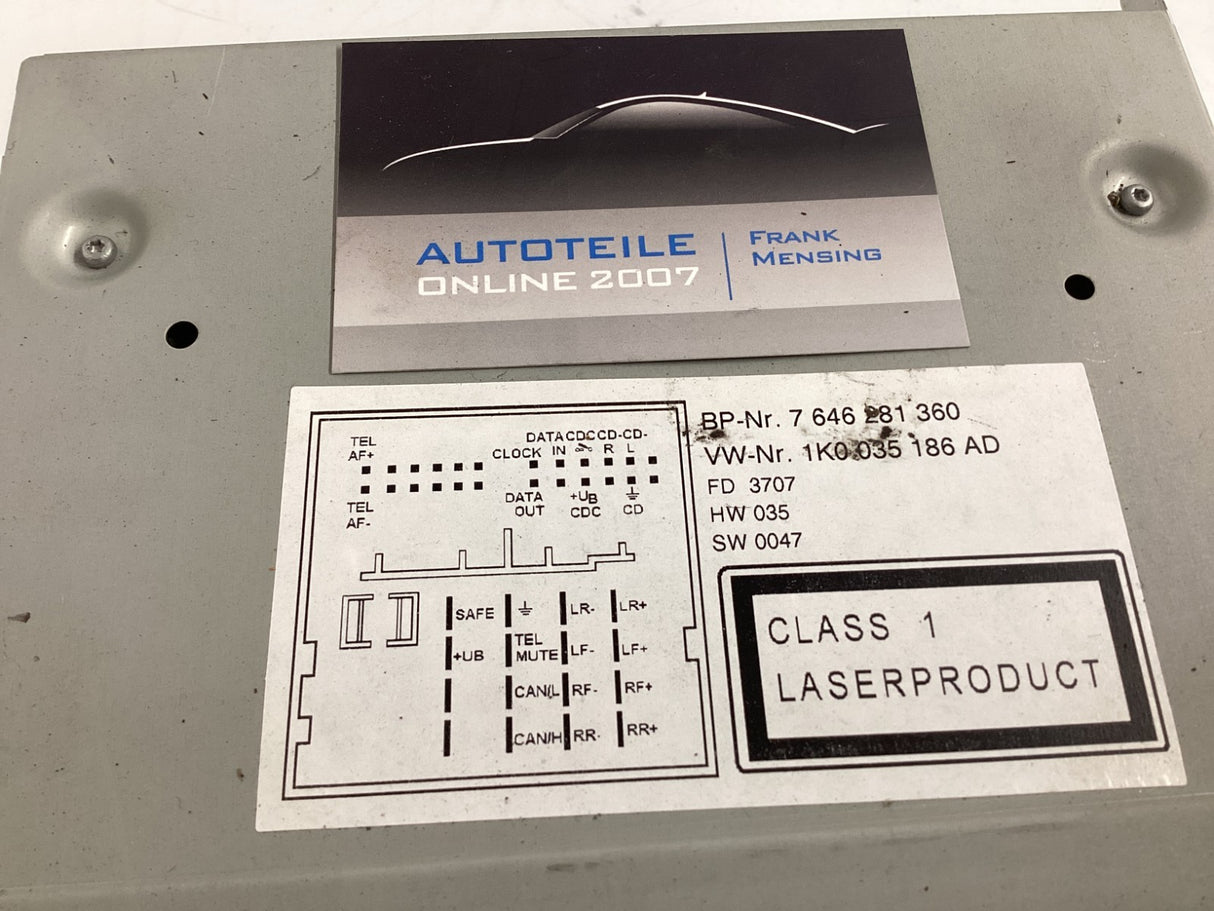 AUTOTEILE
ONLINE 2007
FRANK
MENSING
BP-Nr. 7 646 281 360
VW-Nr. 1K0 035 186 AD
FD 3707
HW 035
SW 0047
TEL
AF+
CLOCK
DATA
IN
CDC
CD-
R
CD-
L
TEL
AF-
DATA
OUT
+UB
CDC
CD
SAFE LR- LR+
+UB TEL
MUTE LF- LF+
CAN/L RF- RF+
CAN/H RR- RR+
CLASS 1
LASERPRODUCT